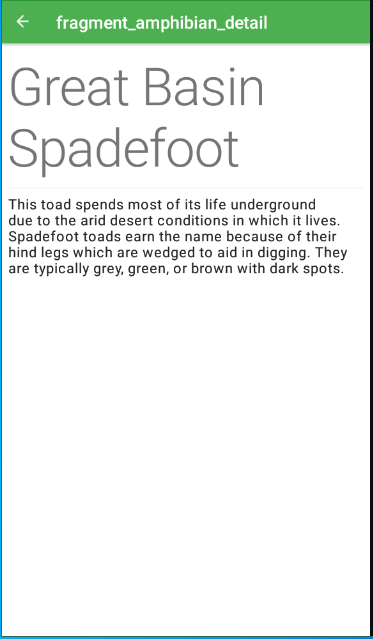 fragment_amphibian_detail
Great Basin
Spadefoot
This toad spends most of its life underground
due to the arid desert conditions in which it lives.
Spadefoot toads earn the name because of their
hind legs which are wedged to aid in digging. They
are typically grey, green, or brown with dark spots.